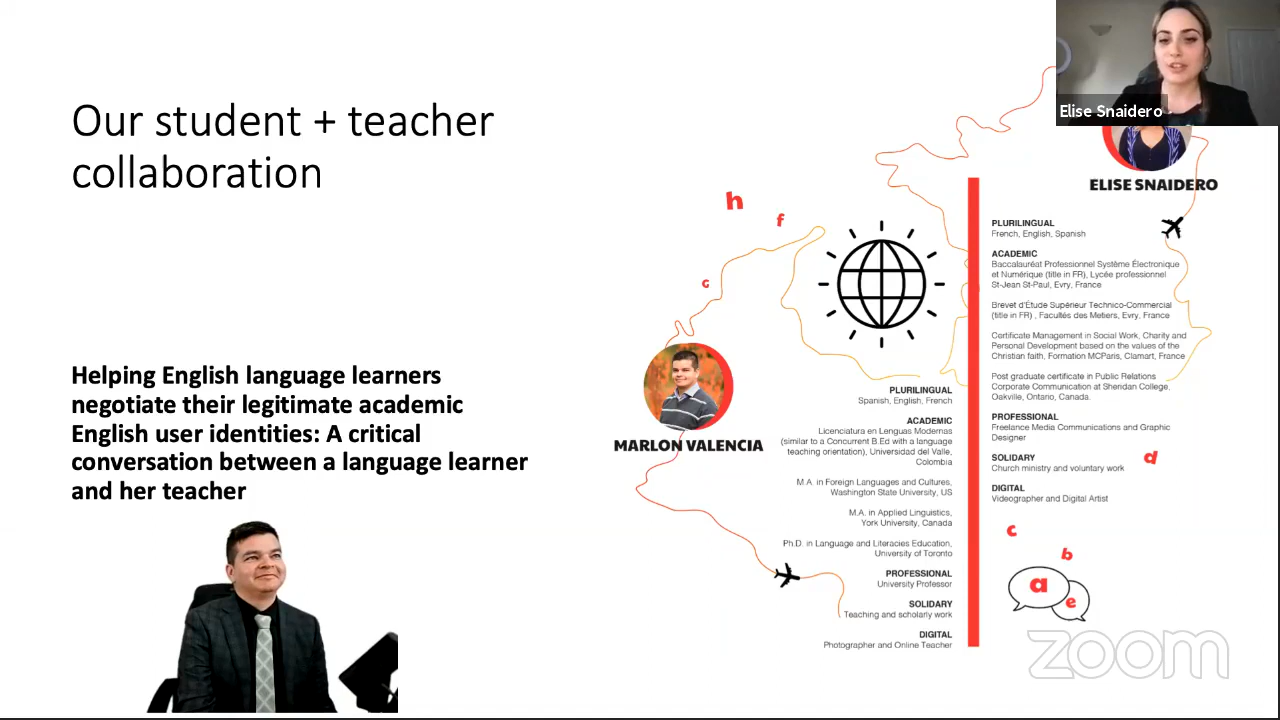 Our student + teacher
collaboration
Helping English language learners
negotiate their legitimate academic
English user identities: A critical
conversation between a language learner
and her teacher
h
f
c
MARLON VALENCIA
PLURILINGUAL
Spanish, English, French
ACADEMIC
Licenciatura en Lenguas Modernas
(similar to a Concurrent B.Ed with a language
teaching orientation), Universidad del Valle,
Colombia
M.A. in Foreign Languages and Cultures,
Washington State University, US
M.A. in Applied Linguistics,
York University, Canada
Ph.D. in Language and Literacies Education,
University of Toronto
PROFESSIONAL
University Professor
SOLIDARY
Teaching and scholarly work
DIGITAL
Photographer and Online Teacher
Elise Snaidero
ELISE SNAIDERO
PLURILINGUAL
French, English, Spanish
ACADEMIC
Baccalauréat Professionnel Système Électronique
et Numérique (title in FR), Lycée professionnel
St-Jean St-Paul, Evry, France
Brevet d'Étude Supérieur Technico-Commercial
(title in FR) , Facultés des Metiers, Evry, France
Certificate Management in Social Work, Charity and
Personal Development based on the values of the
Christian faith, Formation MCParis, Clamart, France
Post graduate certificate in Public Relations
Corporate Communication at Sheridan College,
Oakville, Ontario, Canada.
PROFESSIONAL
Freelance Media Communications and Graphic
Designer
SOLIDARY
Church ministry and voluntary work
DIGITAL
Videographer and Digital Artist
d
c
b
a
e
zoom